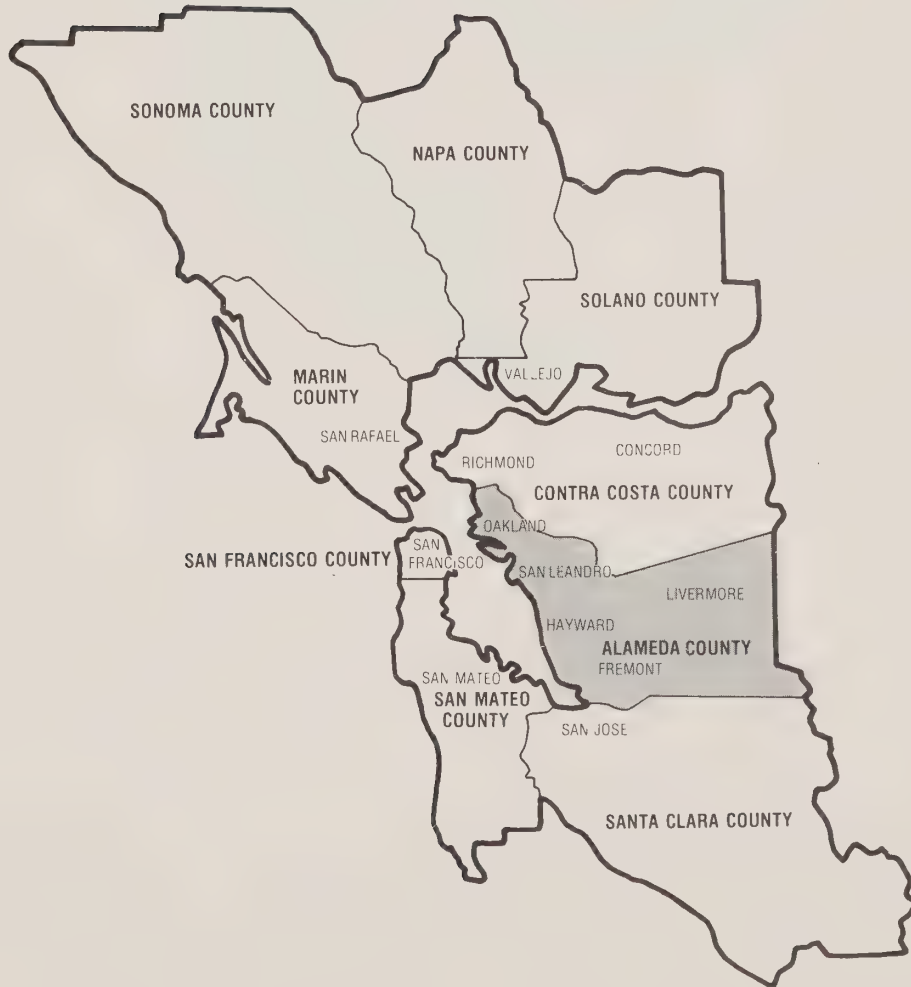 SONOMA COUNTY
NAPA COUNTY
SOLANO COUNTY
VALLEJO
MARIN
COUNTY
SAN RAFAEL
CONCORD
RICHMOND
CONTRA COSTA COUNTY
OAKLAND
SAN FRANCISCO COUNTY
SAN
FRANCISCO
SAN LEANDRO
LIVERMORE
HAYWARD
ALAMEDA COUNTY
FREMONT
SAN MATEO
SAN MATEO
COUNTY
SAN JOSE
SANTA CLARA COUNTY